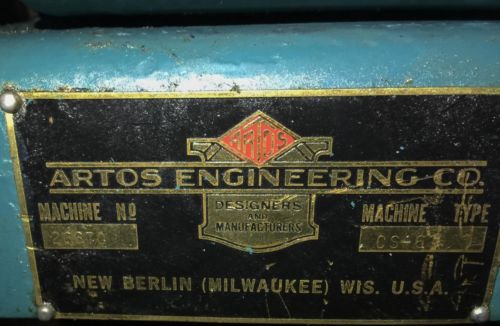 ARTOS
ARTOS ENGINEERING CO.
DESIGNERS
AND
MANUFACTURERS
MACHINE Nº
MACHINE TYPE
NEW BERLIN (MILWAUKEE) WIS. U.S.A.